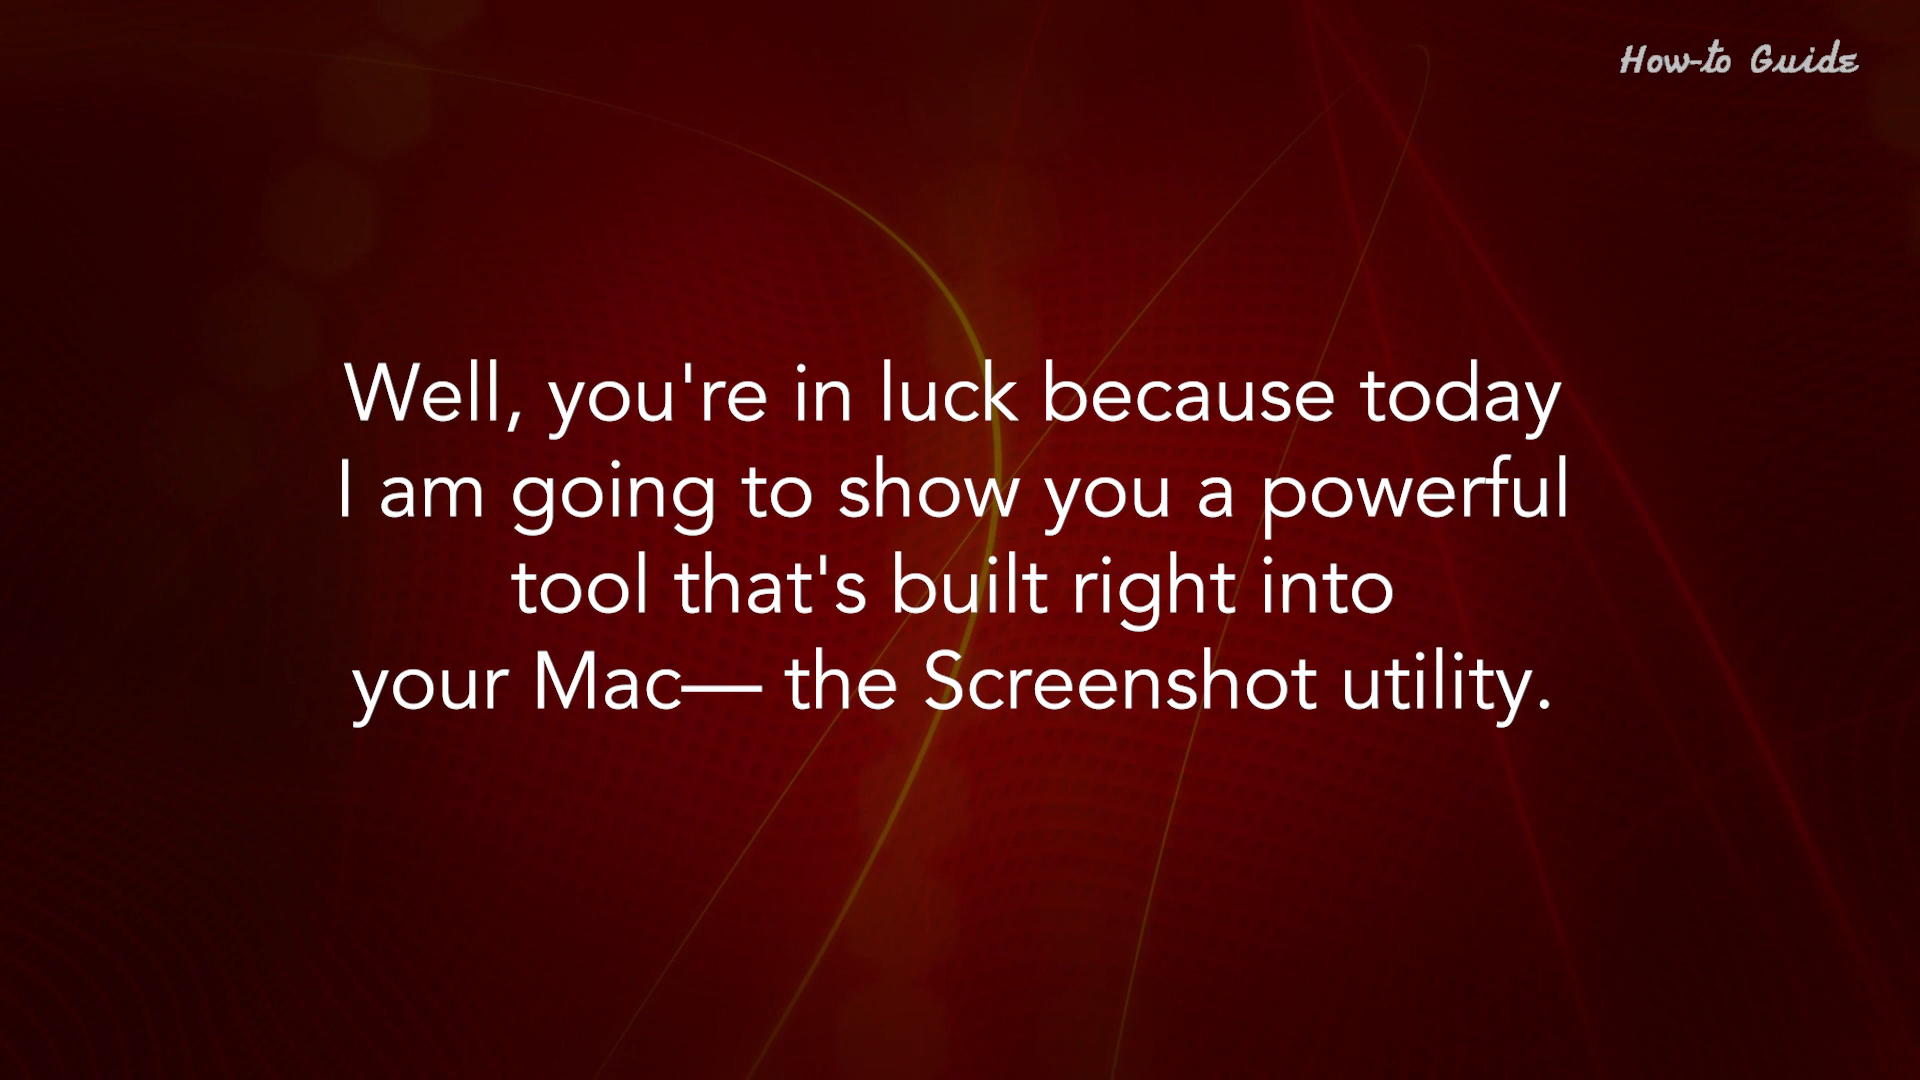 How-to Guide
Well, you're in luck because today
I am going to show you a powerful
tool that's built right into
your Mac— the Screenshot utility.